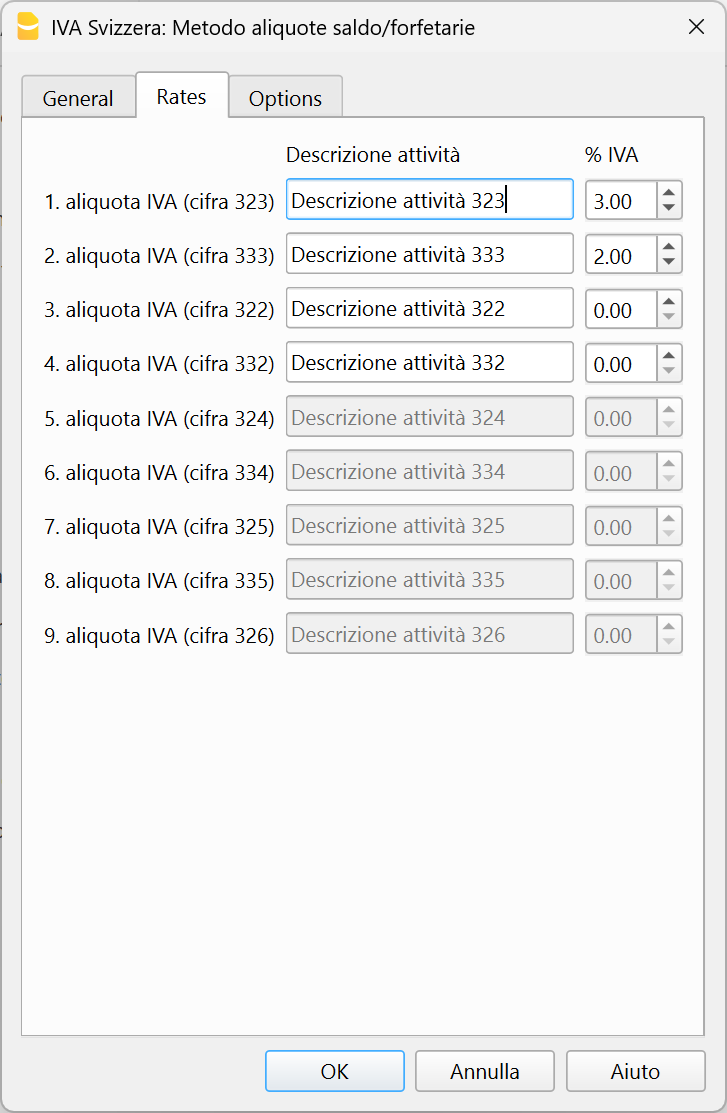 IVA Svizzera: Metodo aliquote saldo/forfetarie
General Rates Options
Descrizione attività % IVA
1. aliquota IVA (cifra 323) Descrizione attività 323 3.00
2. aliquota IVA (cifra 333) Descrizione attività 333 2.00
3. aliquota IVA (cifra 322) Descrizione attività 322 0.00
4. aliquota IVA (cifra 332) Descrizione attività 332 0.00
5. aliquota IVA (cifra 324) Descrizione attività 324 0.00
6. aliquota IVA (cifra 334) Descrizione attività 334 0.00
7. aliquota IVA (cifra 325) Descrizione attività 325 0.00
8. aliquota IVA (cifra 335) Descrizione attività 335 0.00
9. aliquota IVA (cifra 326) Descrizione attività 326 0.00
OK Annulla Aiuto